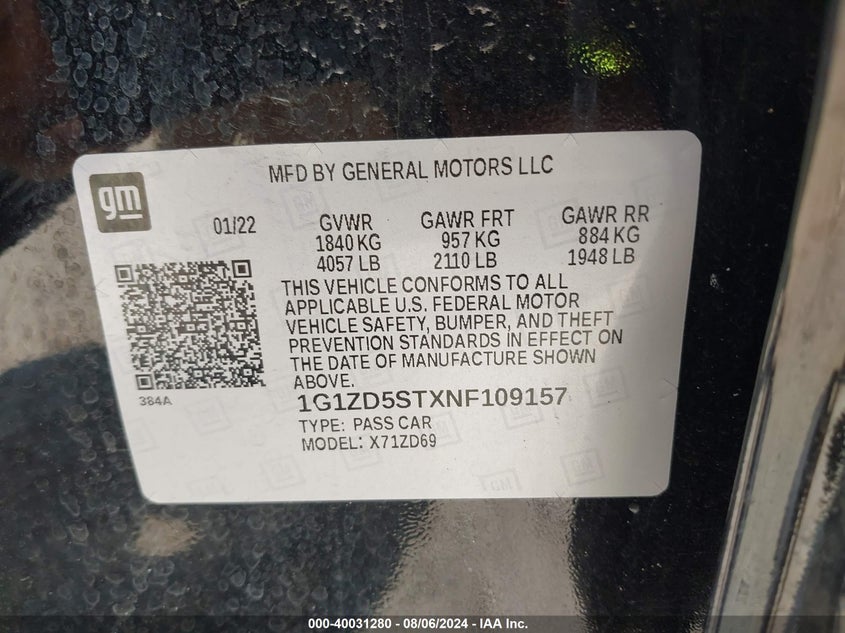 MFD BY GENERAL MOTORS LLC
gm
01/22
GVWR GAWR FRT GAWR RR
1840 KG 957 KG 884 KG
4057 LB 2110 LB 1948 LB
THIS VEHICLE CONFORMS TO ALL
APPLICABLE U.S. FEDERAL MOTOR
VEHICLE SAFETY, BUMPER, AND THEFT
PREVENTION STANDARDS IN EFFECT ON
THE DATE OF MANUFACTURE SHOWN
ABOVE.
384A
1G1ZD5STXNF109157
TYPE: PASS CAR
MODEL: X71ZD69
000-40031280 - 08/06/2024 - IAA Inc.